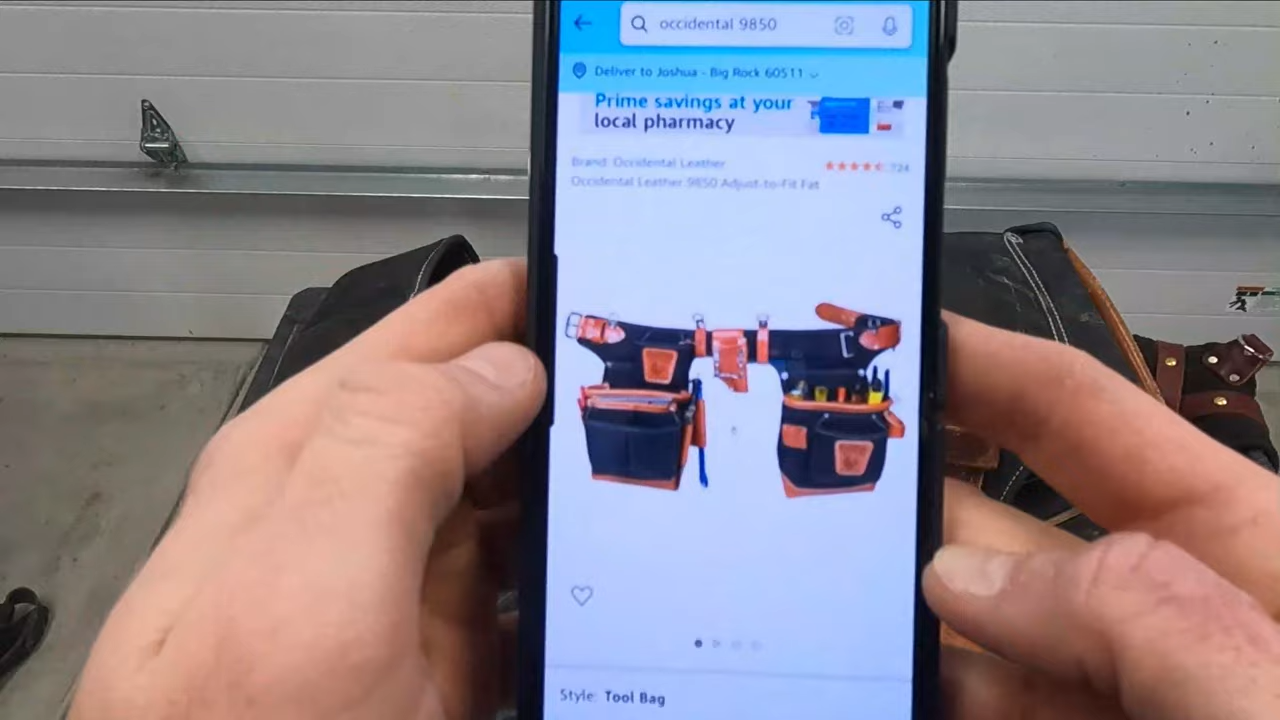 occidental 9850
Deliver to Joshua - Big Rock 60511
Prime savings at your
local pharmacy
Brand: Occidental Leather
724
Occidental Leather 9850 Adjust-to-Fit Fat
Style: Tool Bag